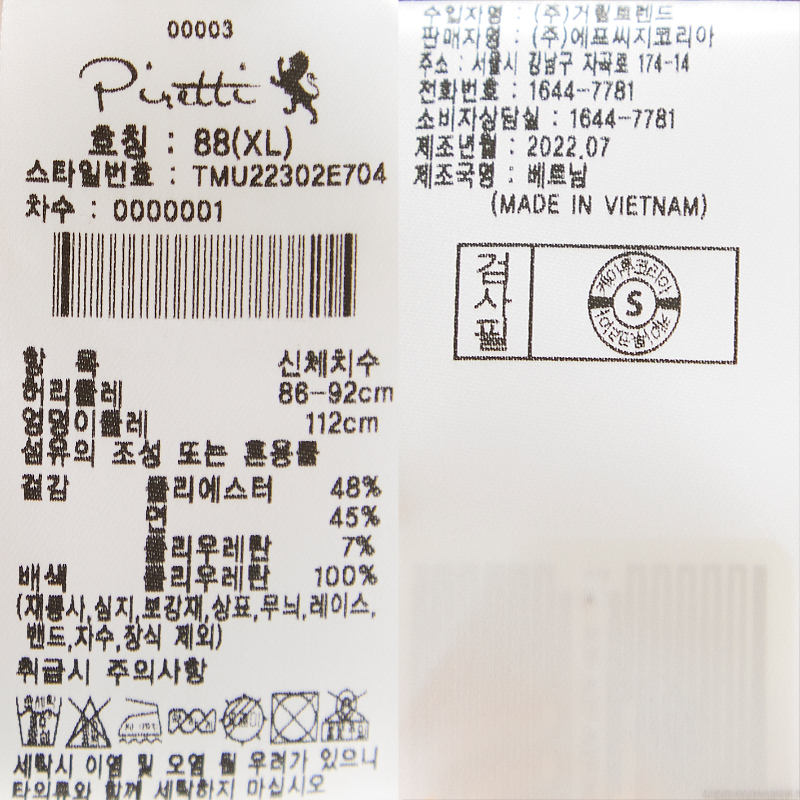 00003
Piretti
호칭 : 88(XL)
스타일번호 : TMU22302E704
차수 : 0000001
항 목 신체치수
허리둘레 86-92cm
엉덩이둘레 112cm
섬유의 조성 또는 혼용률
겉감 폴리에스터 48%
면 45%
폴리우레탄 7%
배색 폴리우레탄 100%
(재봉사,심지,보강재,상표,무늬,레이스,
밴드,자수,장식 제외)
취급시 주의사항
세탁시 이염 및 오염 될 우려가 있으니
타의류와 함께 세탁하지 마십시오
수입자명 : (주)거림트렌드
판매자명 : (주)에프씨지코리아
주소 : 서울시 강남구 자곡로 174-14
전화번호 : 1644-7781
소비자상담실 : 1644-7781
제조년월 : 2022.07
제조국명 : 베트남
(MADE IN VIETNAM)
검사필
S